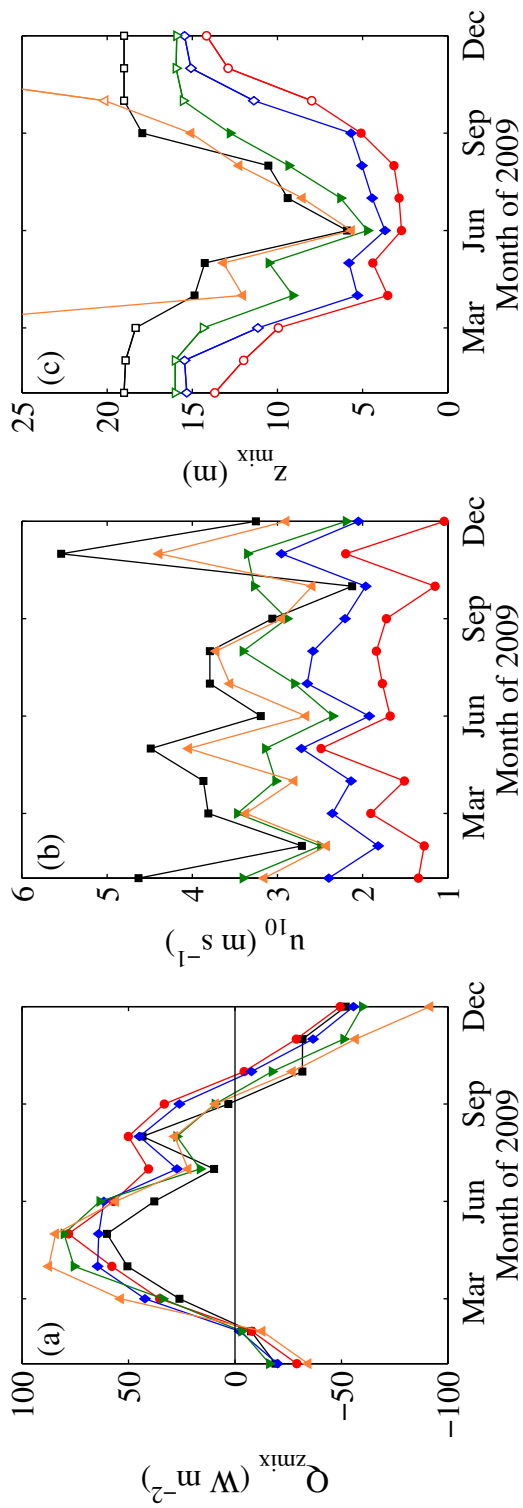 (a)
100
50
0
−50
−100
Q_zmix (W m⁻²)
Mar Jun Sep Dec
Month of 2009
(b)
6
5
4
3
2
1
u₁₀ (m s⁻¹)
Mar Jun Sep Dec
Month of 2009
(c)
25
20
15
10
5
0
z_mix (m)
Mar Jun Sep Dec
Month of 2009